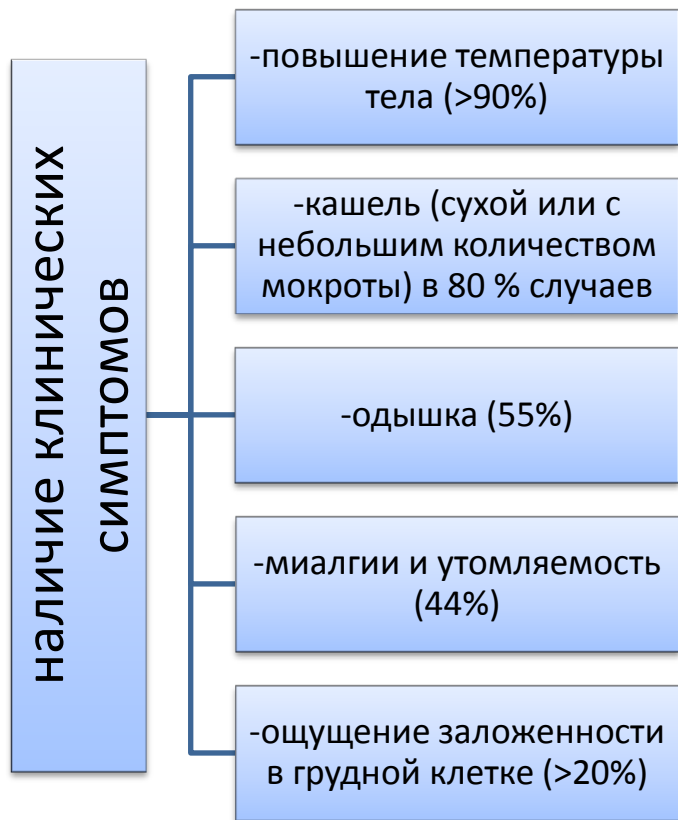 наличие клинических
симптомов
-повышение температуры
тела (>90%)
-кашель (сухой или с
небольшим количеством
мокроты) в 80 % случаев
-одышка (55%)
-миалгии и утомляемость
(44%)
-ощущение заложенности
в грудной клетке (>20%)